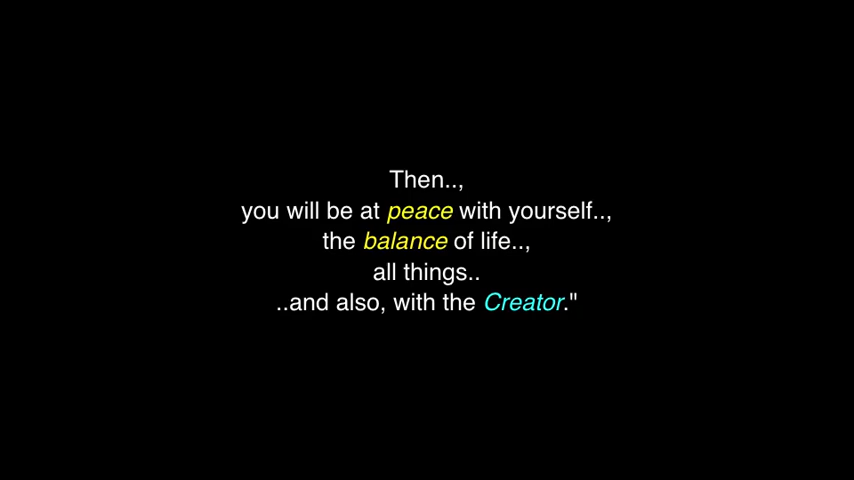 Then..,
you will be at peace with yourself..,
the balance of life..,
all things..
..and also, with the Creator."